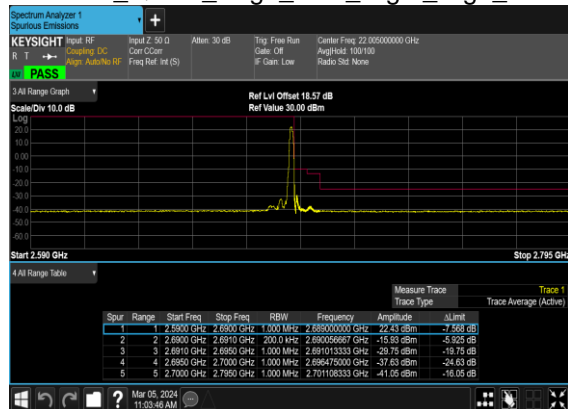 Spectrum Analyzer 1
Spurious Emissions
KEYSIGHT Input: RF Input Z: 50 Ω Atten: 30 dB Trig: Free Run Center Freq: 22.005000000 GHz
R T Coupling: DC Corr CCorr Gate: Off Avg|Hold: 100/100
Align: Auto/No RF Freq Ref: Int (S) IF Gain: Low Radio Std: None
LW PASS
3 All Range Graph
Ref Lvl Offset 18.57 dB
Scale/Div 10.0 dB Ref Value 30.00 dBm
Log
20.0
10.0
0.00
-10.0
-20.0
-30.0
-40.0
-50.0
-60.0
Start 2.590 GHz Stop 2.795 GHz
4 All Range Table
Measure Trace Trace 1
Trace Type Trace Average (Active)
Spur Range Start Freq Stop Freq RBW Frequency Amplitude ΔLimit
1 1 2.5900 GHz 2.6900 GHz 1.000 MHz 2.689000000 GHz 22.43 dBm -7.568 dB
2 2 2.6900 GHz 2.6910 GHz 200.0 kHz 2.690056667 GHz -15.93 dBm -5.925 dB
3 3 2.6910 GHz 2.6950 GHz 1.000 MHz 2.691013333 GHz -29.75 dBm -19.75 dB
4 4 2.6950 GHz 2.7000 GHz 1.000 MHz 2.696475000 GHz -37.63 dBm -24.63 dB
5 5 2.7000 GHz 2.7950 GHz 1.000 MHz 2.701108333 GHz -41.05 dBm -16.05 dB
Mar 05, 2024
11:03:46 AM